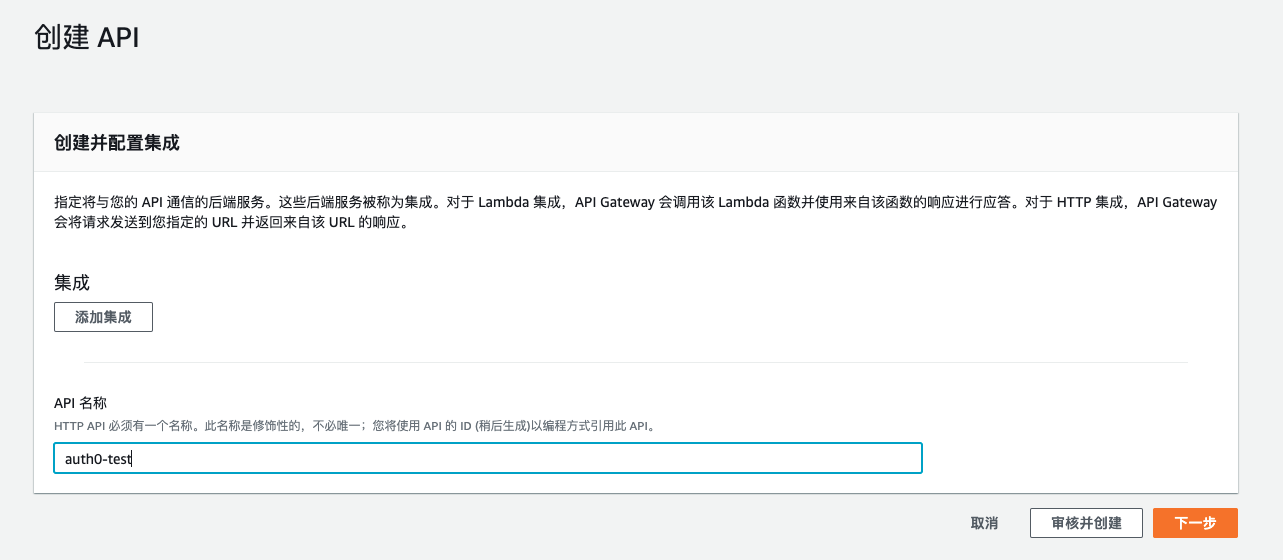 创建 API
创建并配置集成
指定将与您的 API 通信的后端服务。这些后端服务被称为集成。对于 Lambda 集成，API Gateway 会调用该 Lambda 函数并使用来自该函数的响应进行应答。对于 HTTP 集成，API Gateway
会将请求发送到您指定的 URL 并返回来自该 URL 的响应。
集成
添加集成
API 名称
HTTP API 必须有一个名称。此名称是修饰性的，不必唯一；您将使用 API 的 ID (稍后生成)以编程方式引用此 API。
auth0-test
取消 审核并创建 下一步